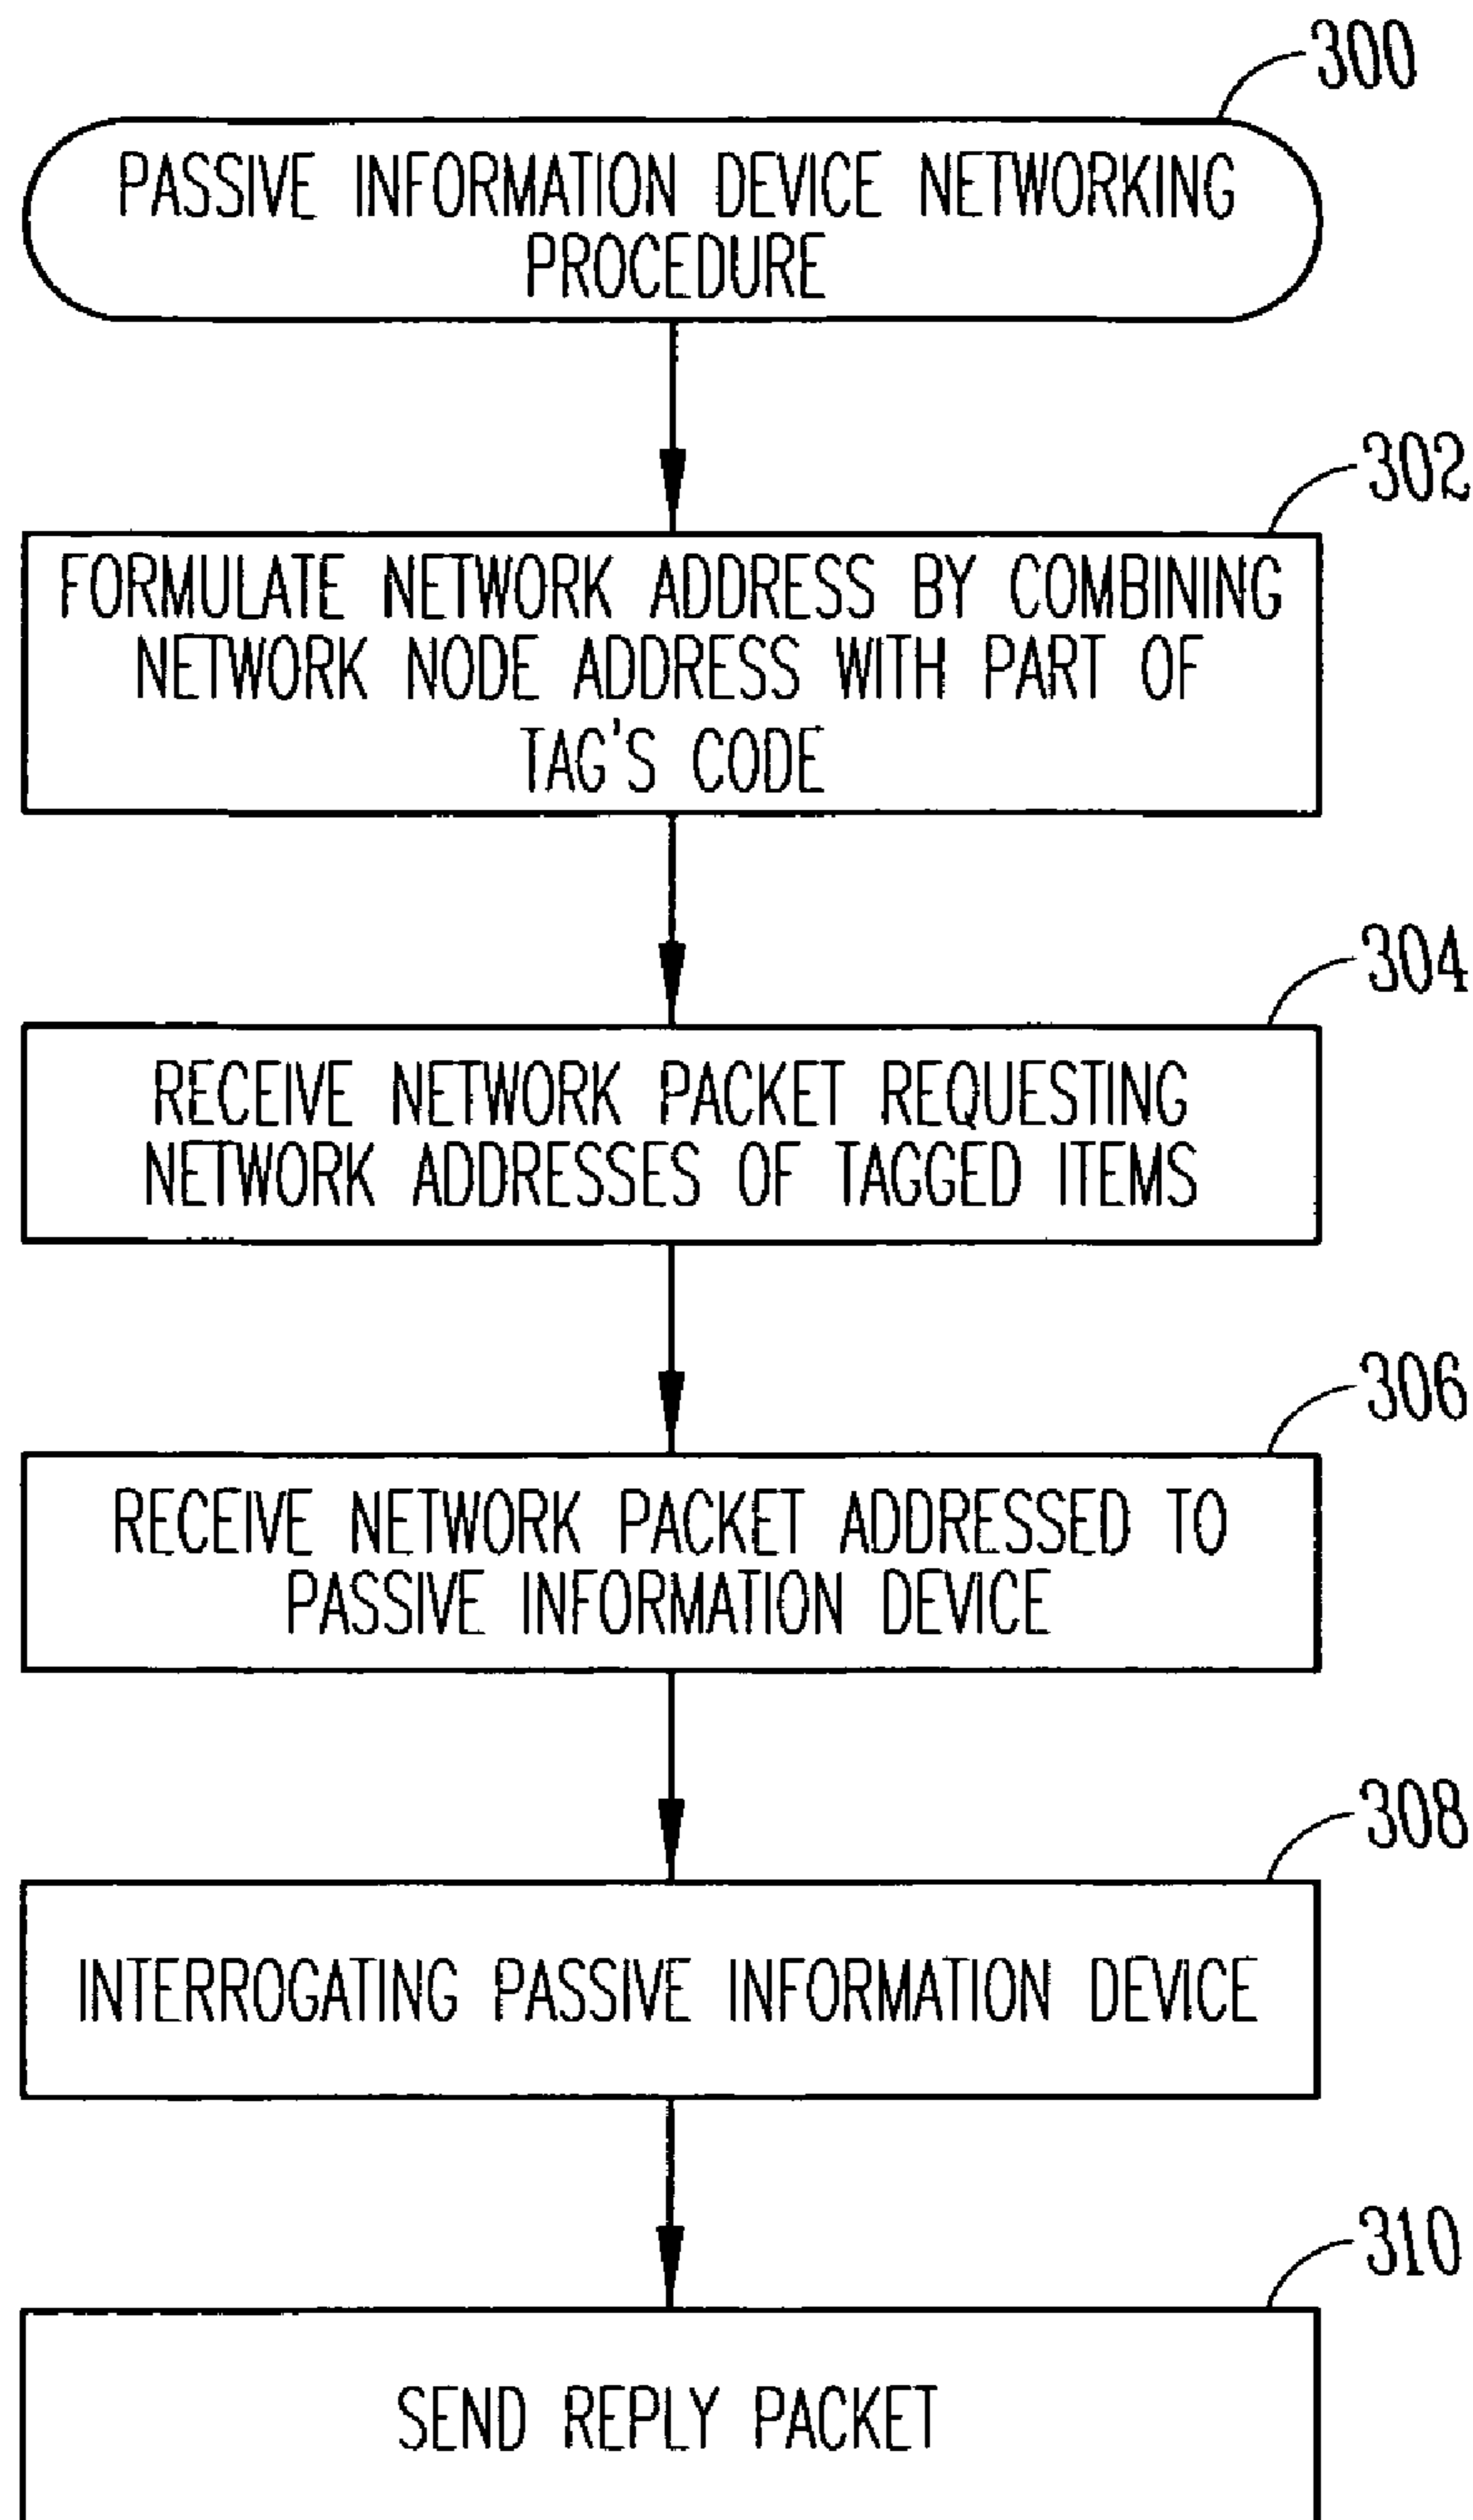 300
PASSIVE INFORMATION DEVICE NETWORKING
PROCEDURE
302
FORMULATE NETWORK ADDRESS BY COMBINING
NETWORK NODE ADDRESS WITH PART OF
TAG'S CODE
304
RECEIVE NETWORK PACKET REQUESTING
NETWORK ADDRESSES OF TAGGED ITEMS
306
RECEIVE NETWORK PACKET ADDRESSED TO
PASSIVE INFORMATION DEVICE
308
INTERROGATING PASSIVE INFORMATION DEVICE
310
SEND REPLY PACKET